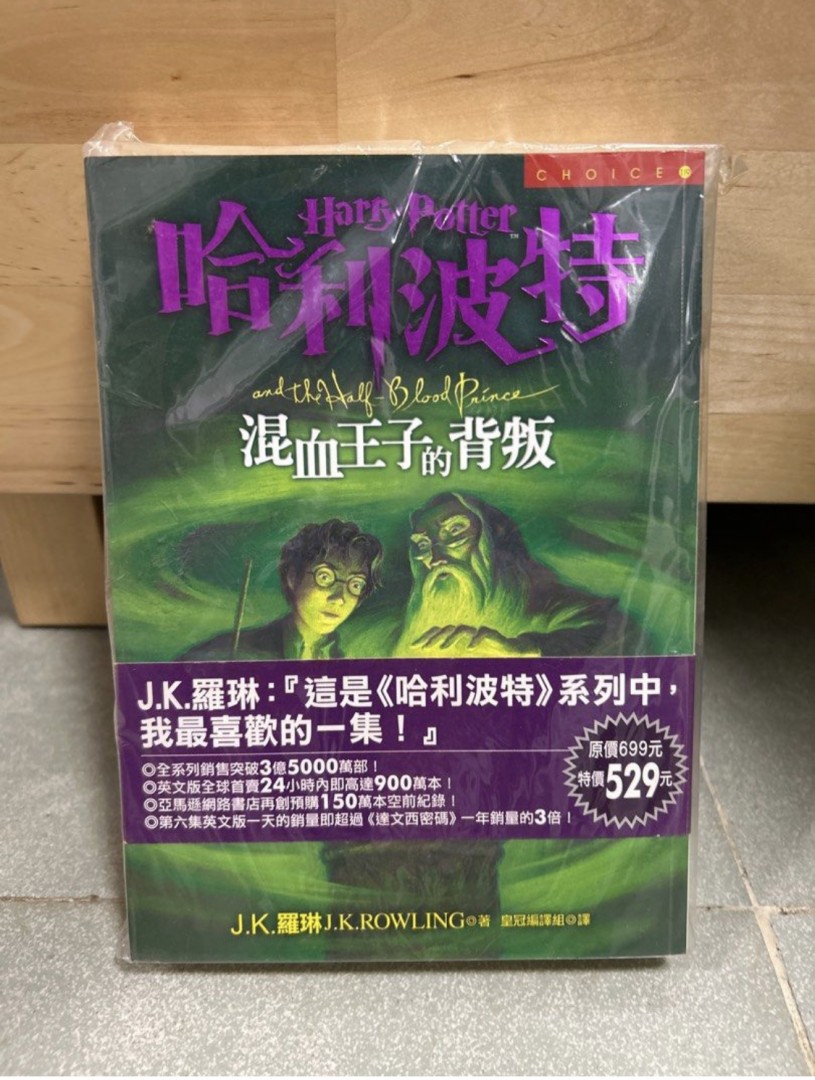 CHOICE
Harry Potter
哈利波特
™
and the Half-Blood Prince
混血王子的背叛
J.K.羅琳：『這是《哈利波特》系列中，
我最喜歡的一集！』
原價699元
特價529元
◎全系列銷售突破3億5000萬部！
◎英文版全球首賣24小時內即高達900萬本！
◎亞馬遜網路書店再創預購150萬本空前紀錄！
◎第六集英文版一天的銷量即超過《達文西密碼》一年銷量的3倍！
J.K.羅琳 J.K.ROWLING◎著 皇冠編譯組◎譯